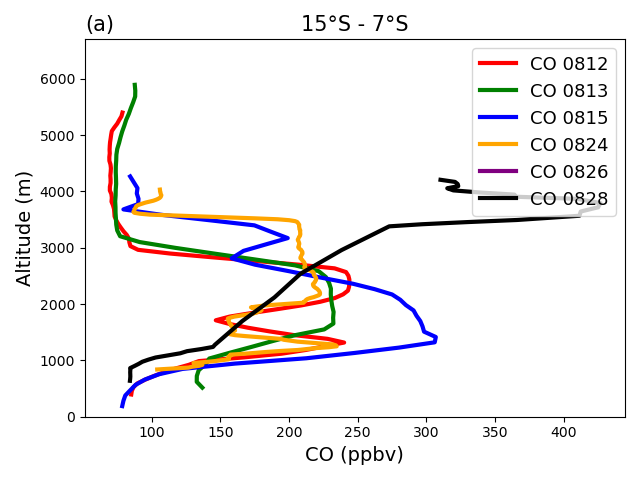 (a)
15°S - 7°S
CO 0812
CO 0813
CO 0815
CO 0824
CO 0826
CO 0828
Altitude (m)
6000
5000
4000
3000
2000
1000
0
100
150
200
250
300
350
400
CO (ppbv)